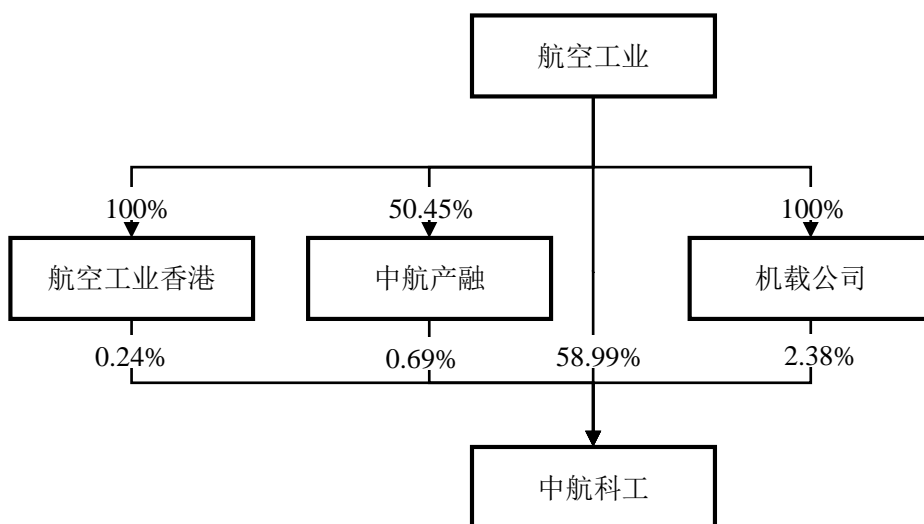 航空工业
100%
50.45%
100%
航空工业香港
中航产融
机载公司
0.24%
0.69%
58.99%
2.38%
中航科工